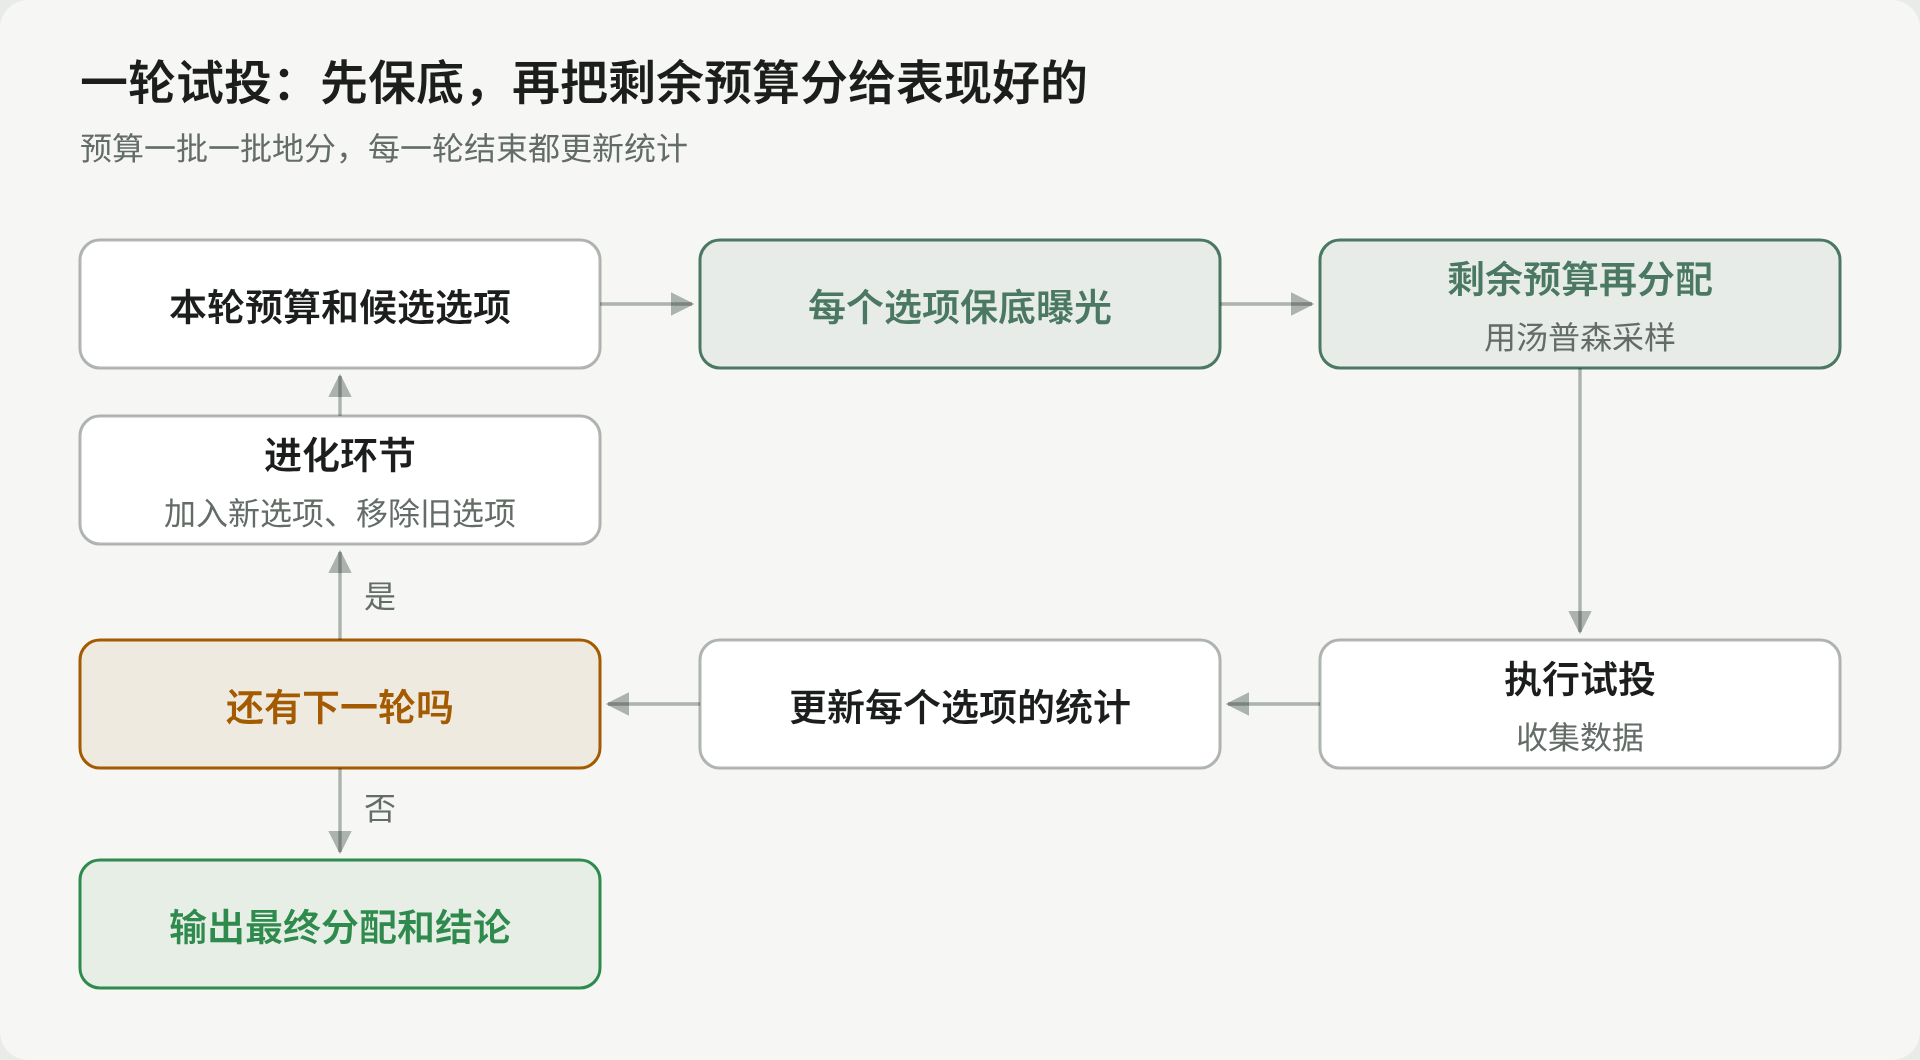 一轮试投：先保底，再把剩余预算分给表现好的
预算一批一批地分，每一轮结束都更新统计
本轮预算和候选选项
每个选项保底曝光
剩余预算再分配
用汤普森采样
进化环节
加入新选项、移除旧选项
是
还有下一轮吗
更新每个选项的统计
执行试投
收集数据
否
输出最终分配和结论